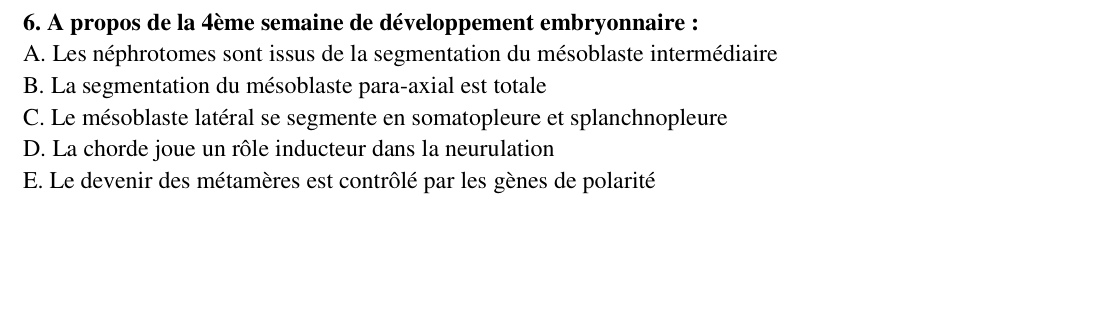 6. A propos de la 4ème semaine de développement embryonnaire :
A. Les néphrotomes sont issus de la segmentation du mésoblaste intermédiaire
B. La segmentation du mésoblaste para-axial est totale
C. Le mésoblaste latéral se segmente en somatopleure et splanchnopleure
D. La chorde joue un rôle inducteur dans la neurulation
E. Le devenir des métamères est contrôlé par les gènes de polarité